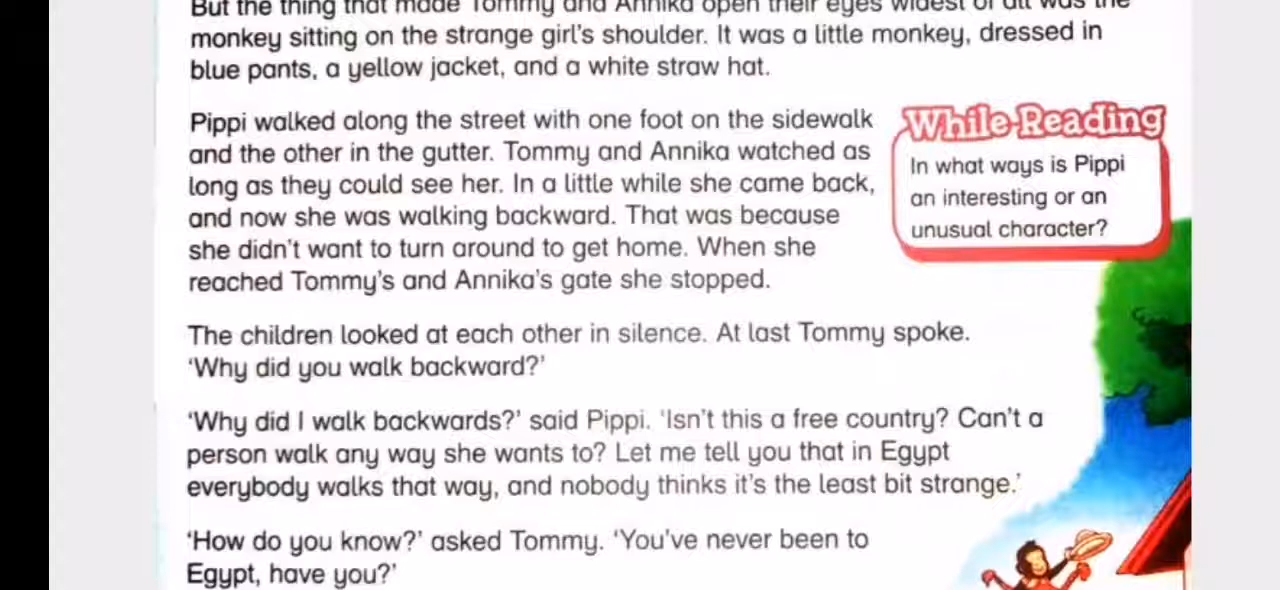 But the thing that made Tommy and Annika open their eyes widest of all was the
monkey sitting on the strange girl's shoulder. It was a little monkey, dressed in
blue pants, a yellow jacket, and a white straw hat.
Pippi walked along the street with one foot on the sidewalk
and the other in the gutter. Tommy and Annika watched as
long as they could see her. In a little while she came back,
and now she was walking backward. That was because
she didn't want to turn around to get home. When she
reached Tommy's and Annika's gate she stopped.
While-Reading
In what ways is Pippi
an interesting or an
unusual character?
The children looked at each other in silence. At last Tommy spoke.
'Why did you walk backward?'
'Why did I walk backwards?' said Pippi. 'Isn't this a free country? Can't a
person walk any way she wants to? Let me tell you that in Egypt
everybody walks that way, and nobody thinks it's the least bit strange.'
'How do you know?' asked Tommy. 'You've never been to
Egypt, have you?'